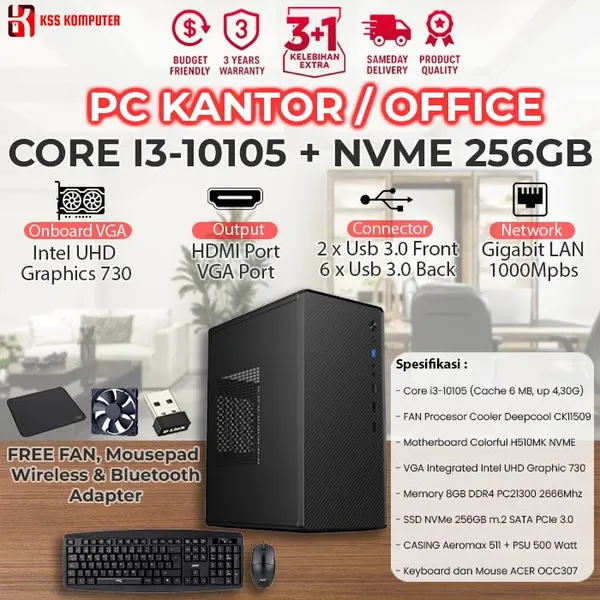 KSS KOMPUTER
BUDGET
FRIENDLY
3
3 YEARS
WARRANTY
3+1
KELEBIHAN
EXTRA
SAMEDAY
DELIVERY
PRODUCT
QUALITY
PC KANTOR / OFFICE
CORE I3-10105 + NVME 256GB
Onboard VGA
Intel UHD
Graphics 730
Output
HDMI Port
VGA Port
Connector
2 x Usb 3.0 Front
6 x Usb 3.0 Back
Network
Gigabit LAN
1000Mpbs
Spesifikasi :
- Core i3-10105 (Cache 6 MB, up 4,30G)
- FAN Procesor Cooler Deepcool CK11509
- Motherboard Colorful H510MK NVME
- VGA Integrated Intel UHD Graphic 730
- Memory 8GB DDR4 PC21300 2666Mhz
- SSD NVMe 256GB m.2 SATA PCIe 3.0
- CASING Aeromax 511 + PSU 500 Watt
- Keyboard dan Mouse ACER OCC307
FREE FAN, Mousepad
Wireless & Bluetooth
Adapter